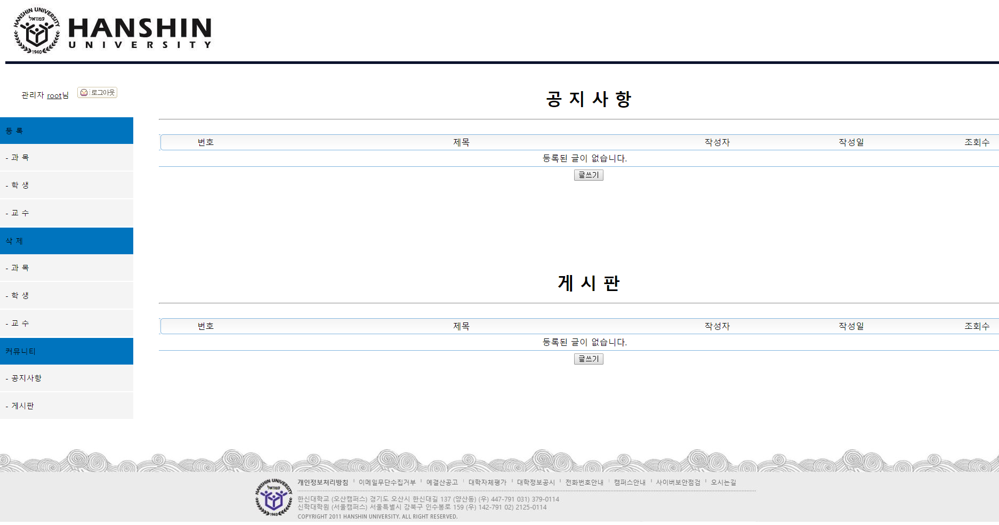 HANSHIN UNIVERSITY
עמנואל
1940
HANSHIN
UNIVERSITY
관리자 root님
로그아웃
등 록
- 과 목
- 학 생
- 교 수
삭 제
- 과 목
- 학 생
- 교 수
커뮤니티
- 공지사항
- 게시판
공 지 사 항
번호 제목 작성자 작성일 조회수
등록된 글이 없습니다.
글쓰기
게 시 판
번호 제목 작성자 작성일 조회수
등록된 글이 없습니다.
글쓰기
HANSHIN UNIVERSITY
עמנואל
1940
개인정보처리방침 이메일무단수집거부 예결산공고 대학자체평가 대학정보공시 전화번호안내 캠퍼스안내 사이버보안점검 오시는길
한신대학교 (오산캠퍼스) 경기도 오산시 한신대길 137 (양산동) (우) 447-791 031) 379-0114
신학대학원 (서울캠퍼스) 서울특별시 강북구 인수봉로 159 (우) 142-791 02) 2125-0114
COPYRIGHT 2011 HANSHIN UNIVERSITY. ALL RIGHT RESERVED.